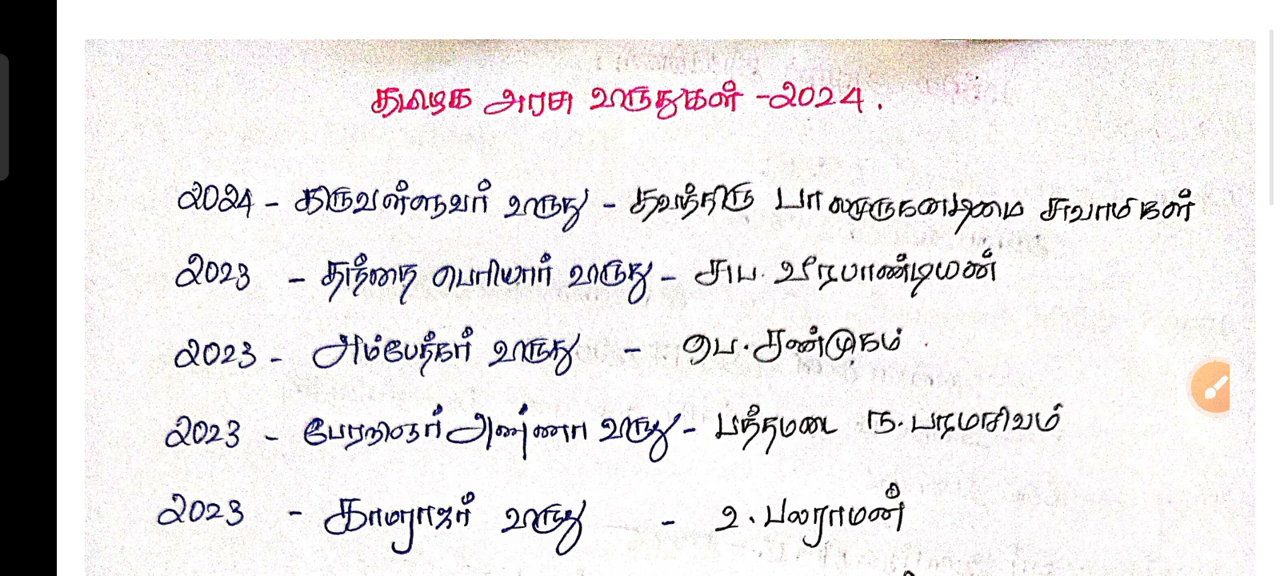 தமிழக அரசு விருதுகள் - 2024.
2024 - திருவள்ளுவர் விருது - தவத்திரு பாலமுருகனடிமை சுவாமிகள்
2023 - தந்தை பெரியார் விருது - சுப. வீரபாண்டியன்
2023 - அம்பேத்கர் விருது - பெ. சண்முகம்.
2023 - பேரறிஞர் அண்ணா விருது - பத்தமடை ந. பரமசிவம்
2023 - காமராஜர் விருது - உ. பலராமன்